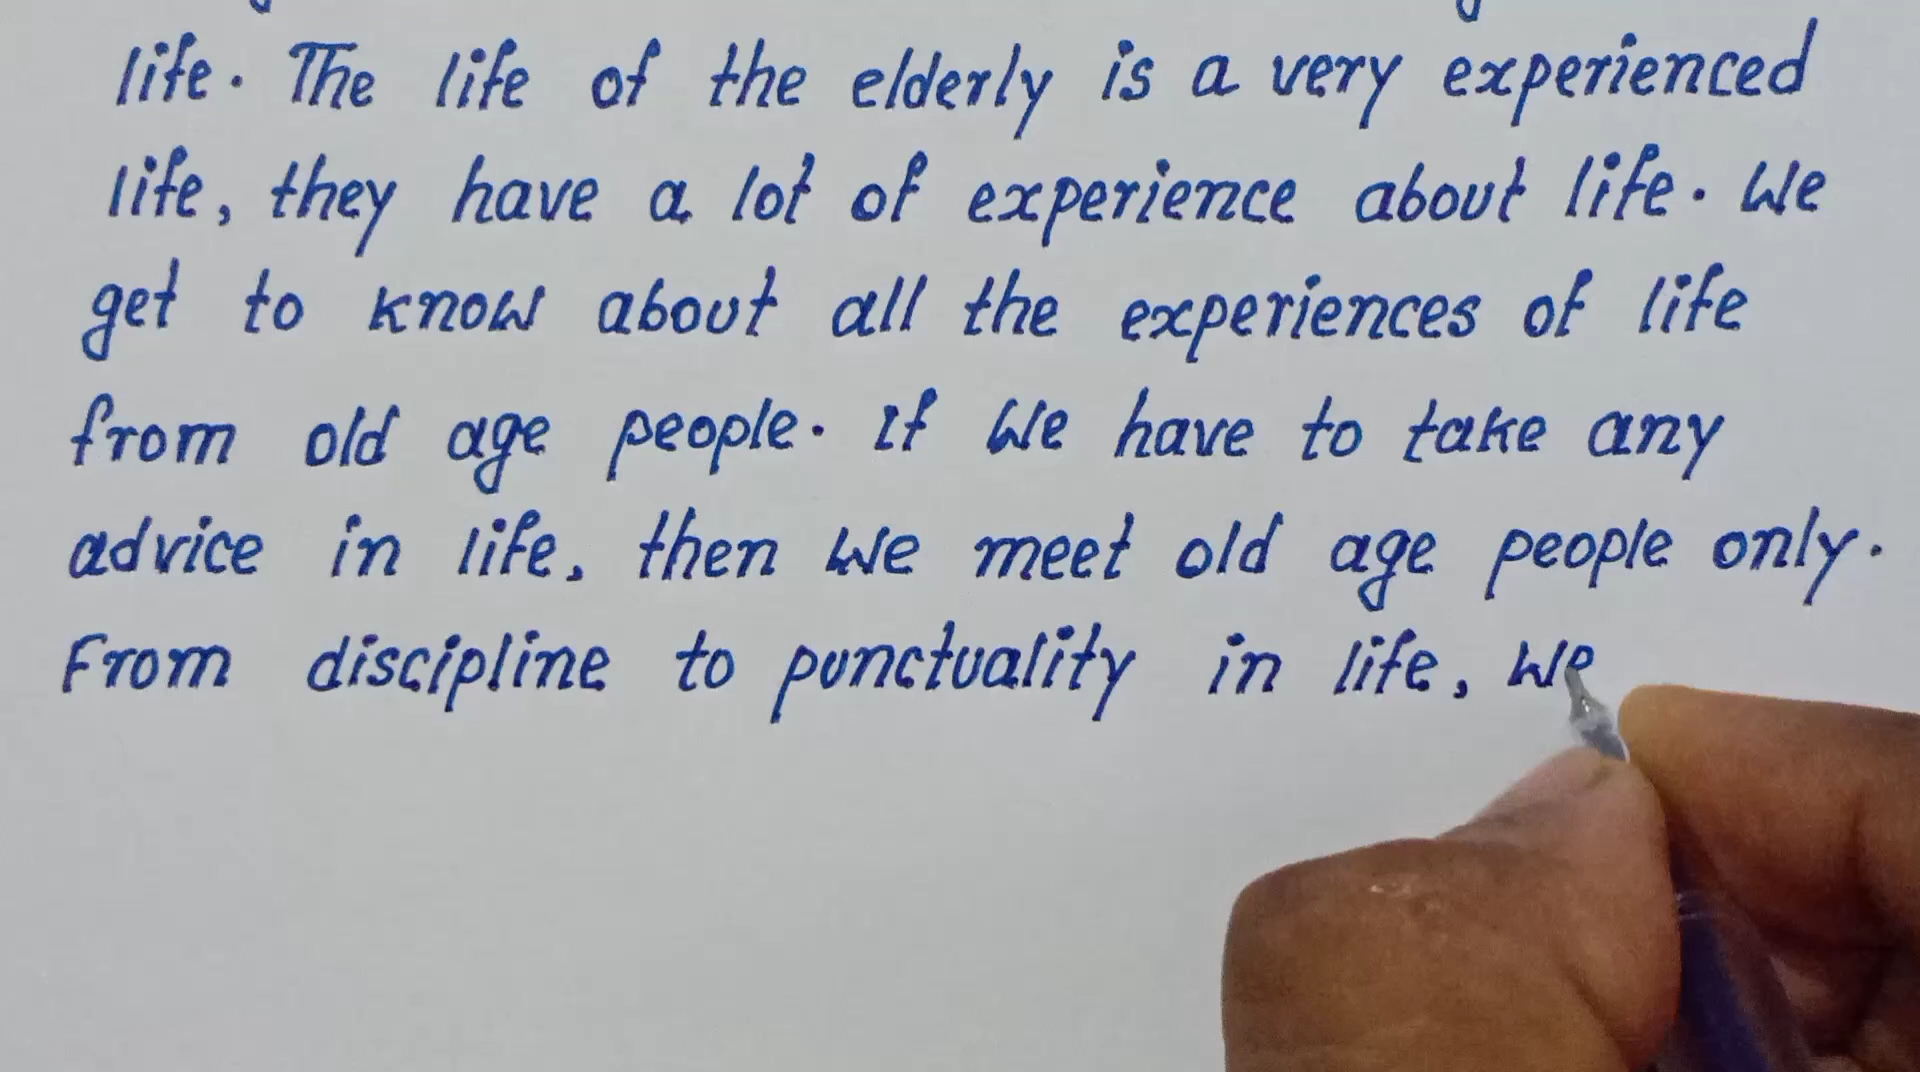 life. The life of the elderly is a very experienced
life, they have a lot of experience about life. We
get to know about all the experiences of life
from old age people. If we have to take any
advice in life, then we meet old age people only.
From discipline to punctuality in life, we